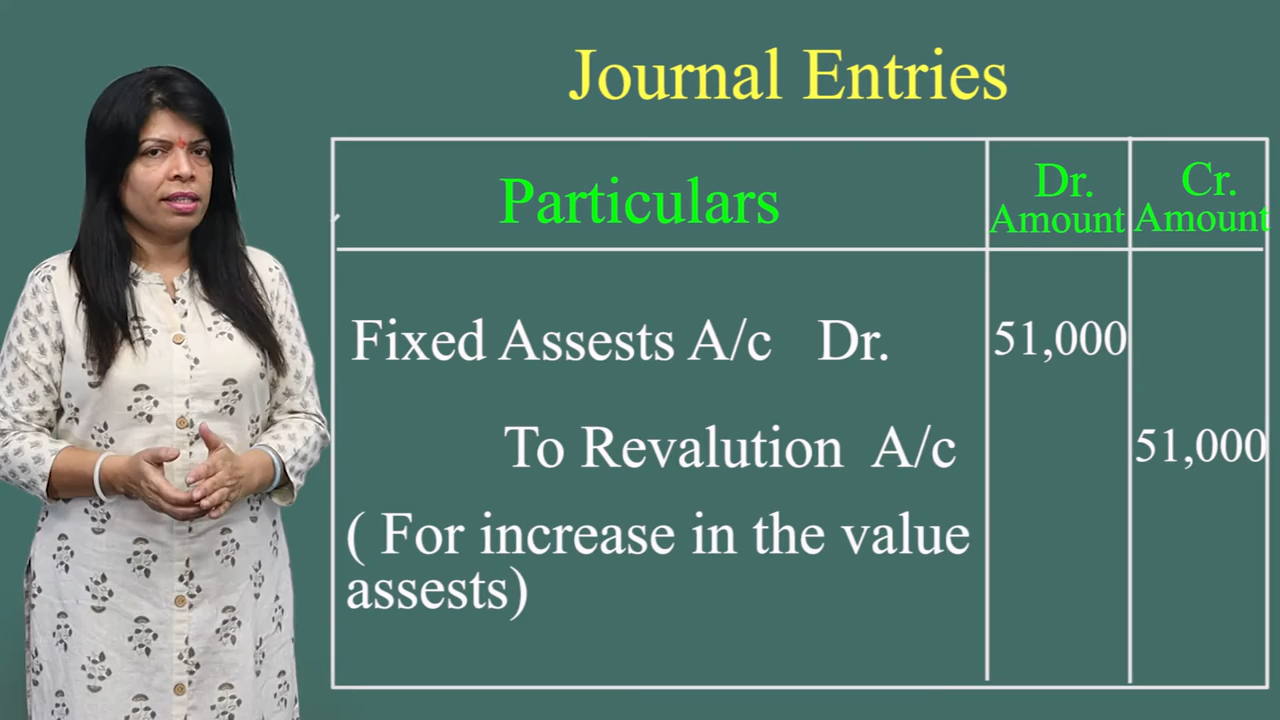 Journal Entries
Particulars
Dr.
Amount
Cr.
Amount
Fixed Assests A/c Dr. 51,000
To Revalution A/c 51,000
( For increase in the value
assests)